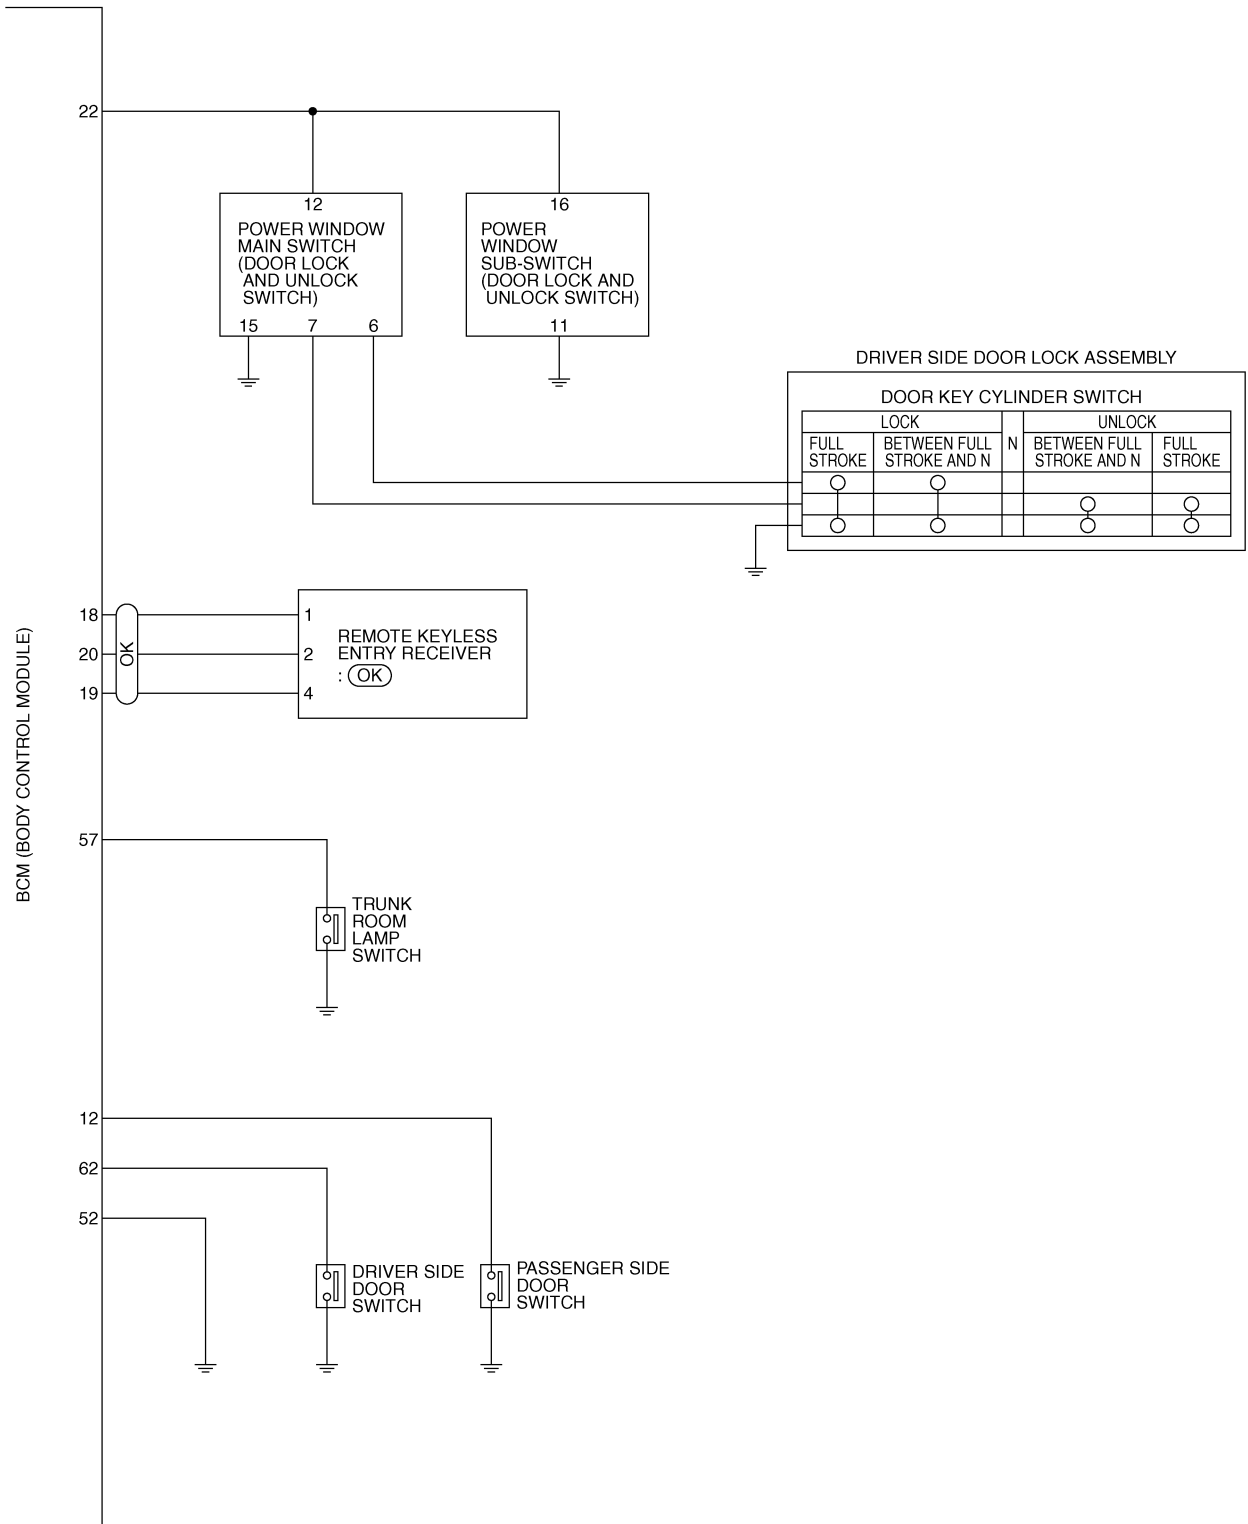 22
12
POWER WINDOW
MAIN SWITCH
(DOOR LOCK
AND UNLOCK
SWITCH)
15 7 6
16
POWER
WINDOW
SUB-SWITCH
(DOOR LOCK AND
UNLOCK SWITCH)
11
DRIVER SIDE DOOR LOCK ASSEMBLY
DOOR KEY CYLINDER SWITCH
LOCK
N
UNLOCK
FULL
STROKE
BETWEEN FULL
STROKE AND N
BETWEEN FULL
STROKE AND N
FULL
STROKE
BCM (BODY CONTROL MODULE)
18
20
19
OK
1
2
4
REMOTE KEYLESS
ENTRY RECEIVER
: OK
57
TRUNK
ROOM
LAMP
SWITCH
12
62
52
DRIVER SIDE
DOOR
SWITCH
PASSENGER SIDE
DOOR
SWITCH